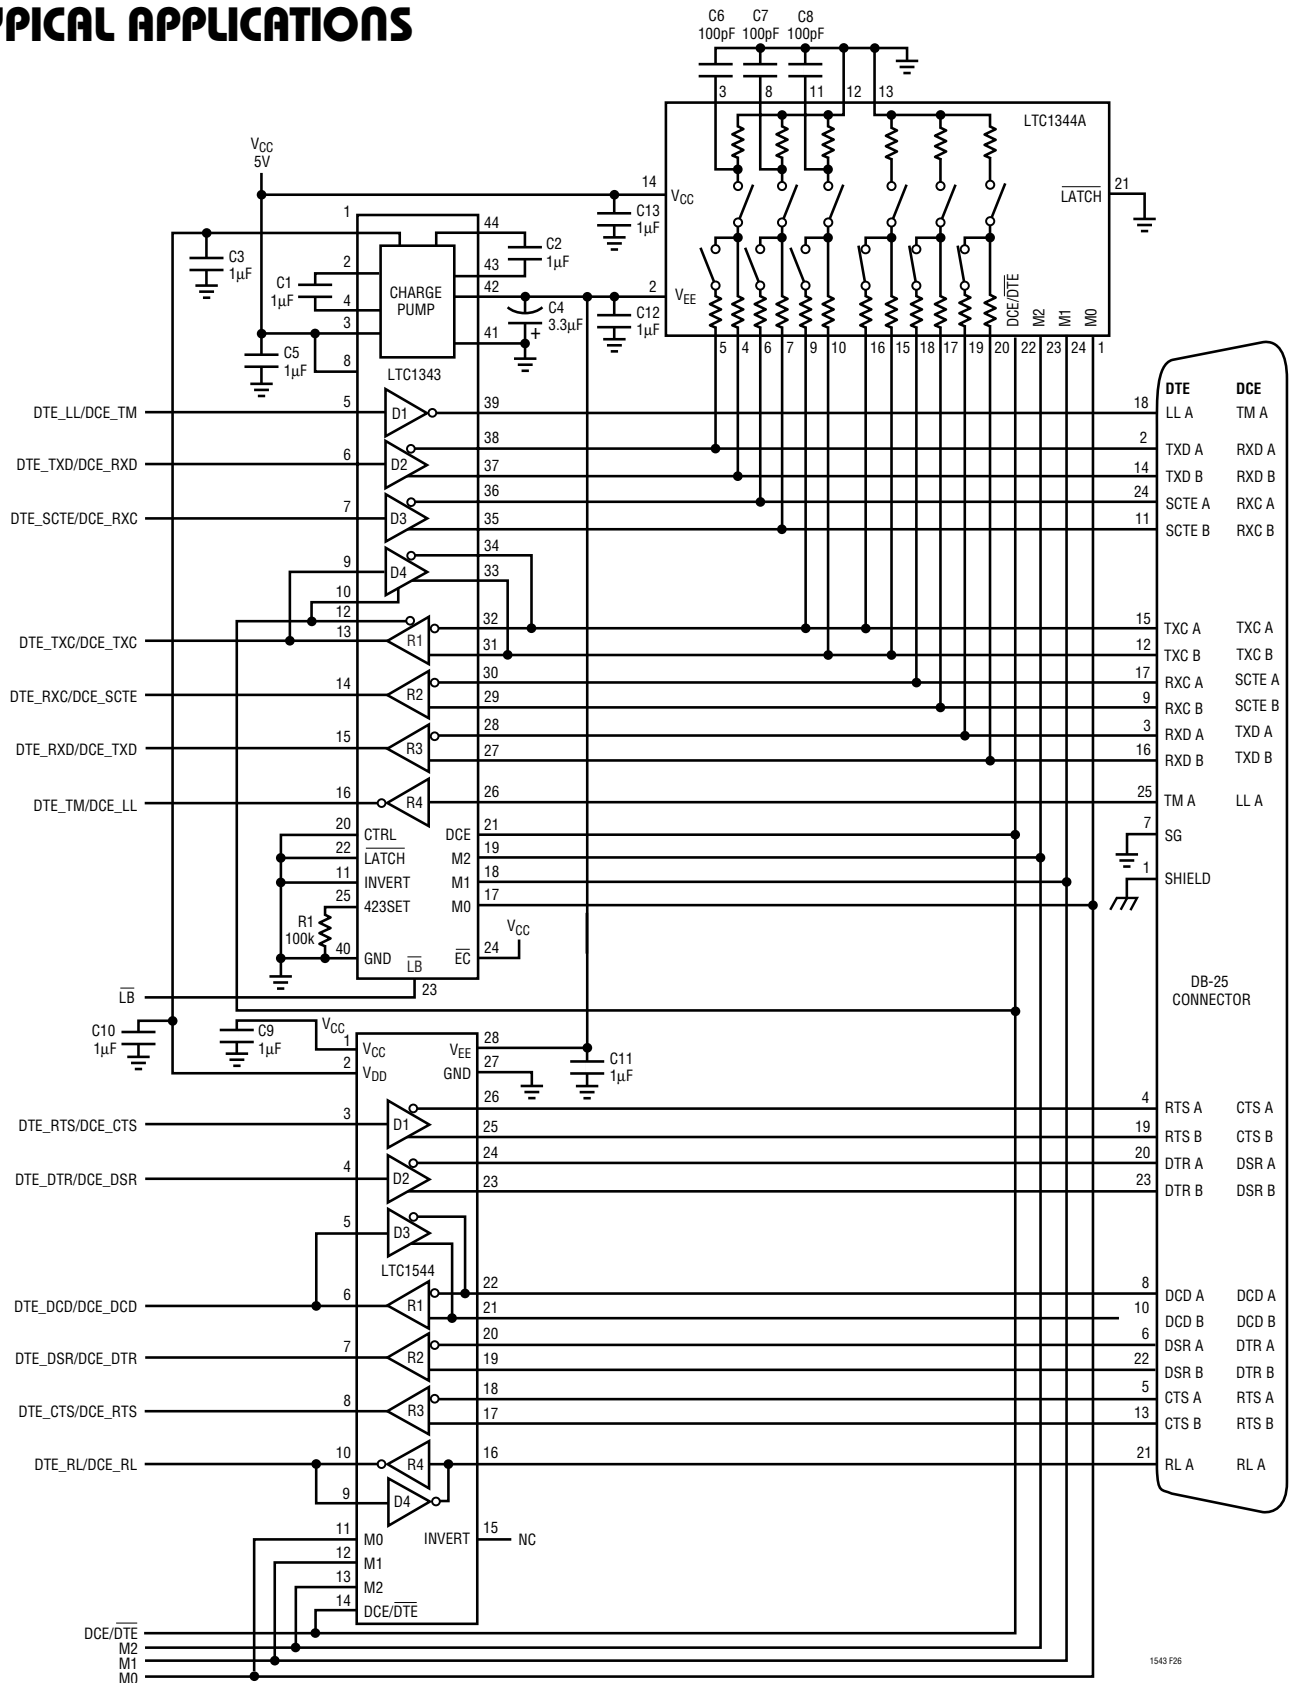 YPICAL APPLICATIONS
C6 C7 C8
100pF 100pF 100pF
3 8 11 12 13
LTC1344A
VCC
5V
14 VCC
LATCH 21
C13
1µF
1 44
C3
1µF
C2
1µF
2 43
C1
1µF
CHARGE
PUMP
42
2 VEE
4
C4
3.3µF
+
C12
1µF
DCE/DTE M2 M1 M0
3 41
C5
1µF
8
5 4 6 7 9 10 16 15 18 17 19 20 22 23 24 1
LTC1343
DTE DCE
DTE_LL/DCE_TM 5 D1 39 18 LL A TM A
38 2 TXD A RXD A
DTE_TXD/DCE_RXD 6 D2 37 14 TXD B RXD B
36 24 SCTE A RXC A
DTE_SCTE/DCE_RXC 7 D3 35 11 SCTE B RXC B
34
9 D4 33
10
12 32 15 TXC A TXC A
DTE_TXC/DCE_TXC 13 R1 31 12 TXC B TXC B
30 17 RXC A SCTE A
DTE_RXC/DCE_SCTE 14 R2 29 9 RXC B SCTE B
28 3 RXD A TXD A
DTE_RXD/DCE_TXD 15 R3 27 16 RXD B TXD B
DTE_TM/DCE_LL 16 R4 26 25 TM A LL A
20 CTRL DCE 21 7 SG
22 LATCH M2 19
11 INVERT M1 18 1 SHIELD
25 423SET M0 17
R1
100k
VCC
40 GND LB EC 24
23
LB
DB-25
CONNECTOR
C10
1µF
C9
1µF
VCC
1 VCC VEE 28
2 VDD GND 27
C11
1µF
26 4 RTS A CTS A
DTE_RTS/DCE_CTS 3 D1 25 19 RTS B CTS B
24 20 DTR A DSR A
DTE_DTR/DCE_DSR 4 D2 23 23 DTR B DSR B
5 D3
LTC1544
22 8 DCD A DCD A
DTE_DCD/DCE_DCD 6 R1 21 10 DCD B DCD B
20 6 DSR A DTR A
DTE_DSR/DCE_DTR 7 R2 19 22 DSR B DTR B
18 5 CTS A RTS A
DTE_CTS/DCE_RTS 8 R3 17 13 CTS B RTS B
DTE_RL/DCE_RL 10 R4 16 21 RL A RL A
9 D4
11 M0 INVERT 15 NC
12 M1
13 M2
14 DCE/DTE
DCE/DTE
M2
M1
M0
1543 F26